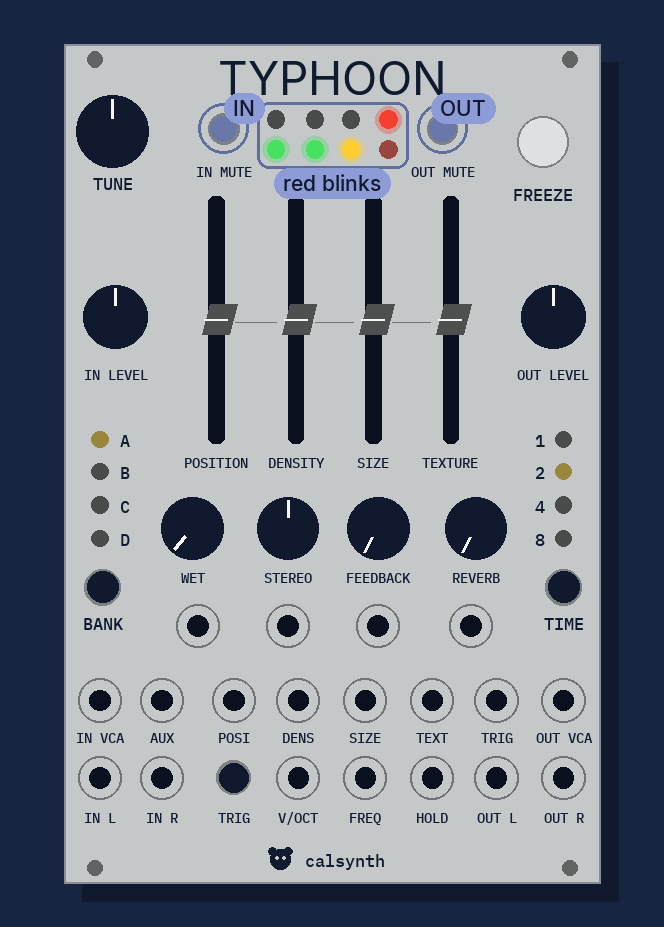 TYPHOON
IN
OUT
TUNE
IN MUTE
OUT MUTE
red blinks
FREEZE
IN LEVEL
OUT LEVEL
A
1
B
2
C
4
D
8
POSITION DENSITY SIZE TEXTURE
WET STEREO FEEDBACK REVERB
BANK
TIME
IN VCA AUX POSI DENS SIZE TEXT TRIG OUT VCA
IN L IN R TRIG V/OCT FREQ HOLD OUT L OUT R
calsynth